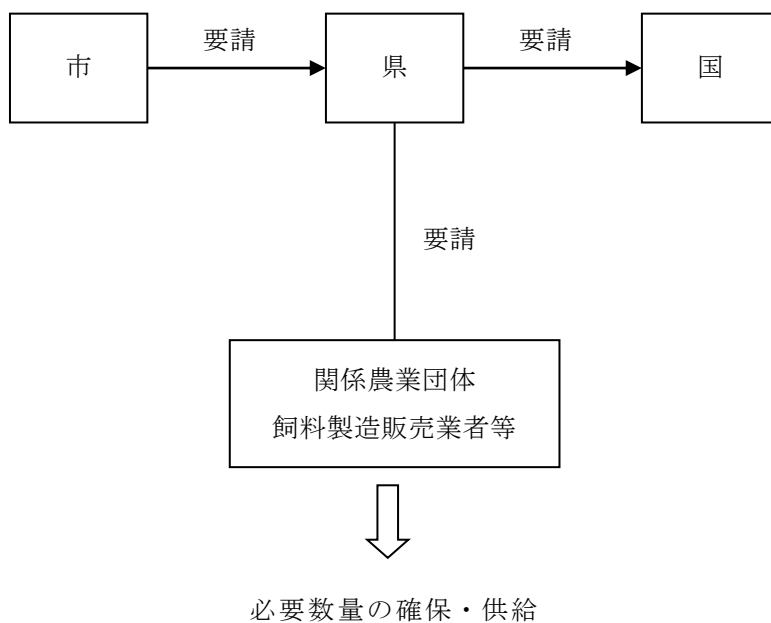 要請
要請
市
県
国
要請
関係農業団体
飼料製造販売業者等
必要数量の確保・供給